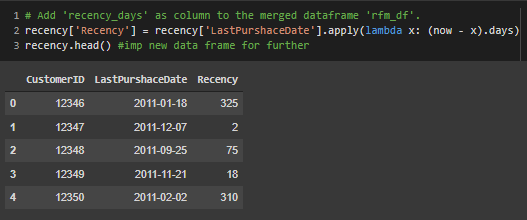 1 # Add 'recency_days' as column to the merged dataframe 'rfm_df'.
2 recency['Recency'] = recency['LastPurshaceDate'].apply(lambda x: (now - x).days)
3 recency.head() #imp new data frame for further
CustomerID LastPurshaceDate Recency
0 12346 2011-01-18 325
1 12347 2011-12-07 2
2 12348 2011-09-25 75
3 12349 2011-11-21 18
4 12350 2011-02-02 310